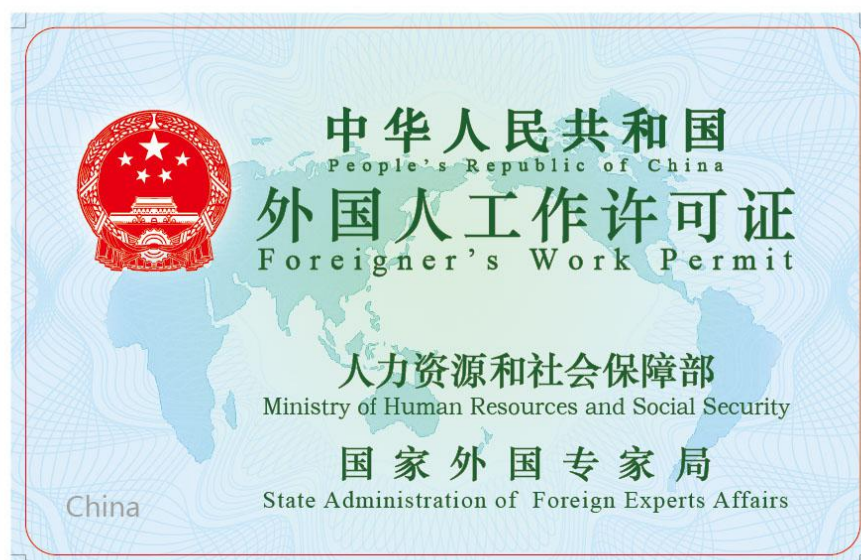 中华人民共和国
People's Republic of China
外国人工作许可证
Foreigner's Work Permit
人力资源和社会保障部
Ministry of Human Resources and Social Security
国家外国专家局
State Administration of Foreign Experts Affairs
China